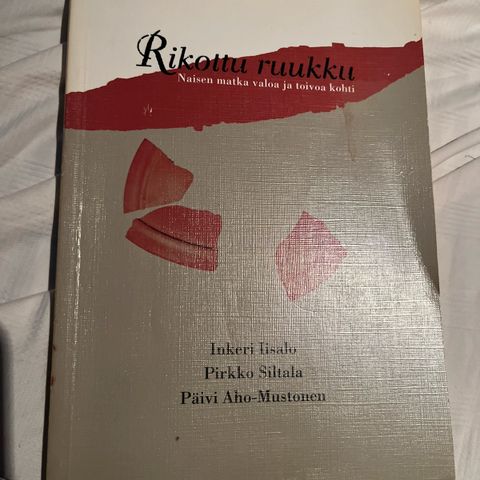 Rikottu ruukku
Naisen matka valoa ja toivoa kohti
Inkeri Iisalo
Pirkko Siltala
Päivi Aho-Mustonen